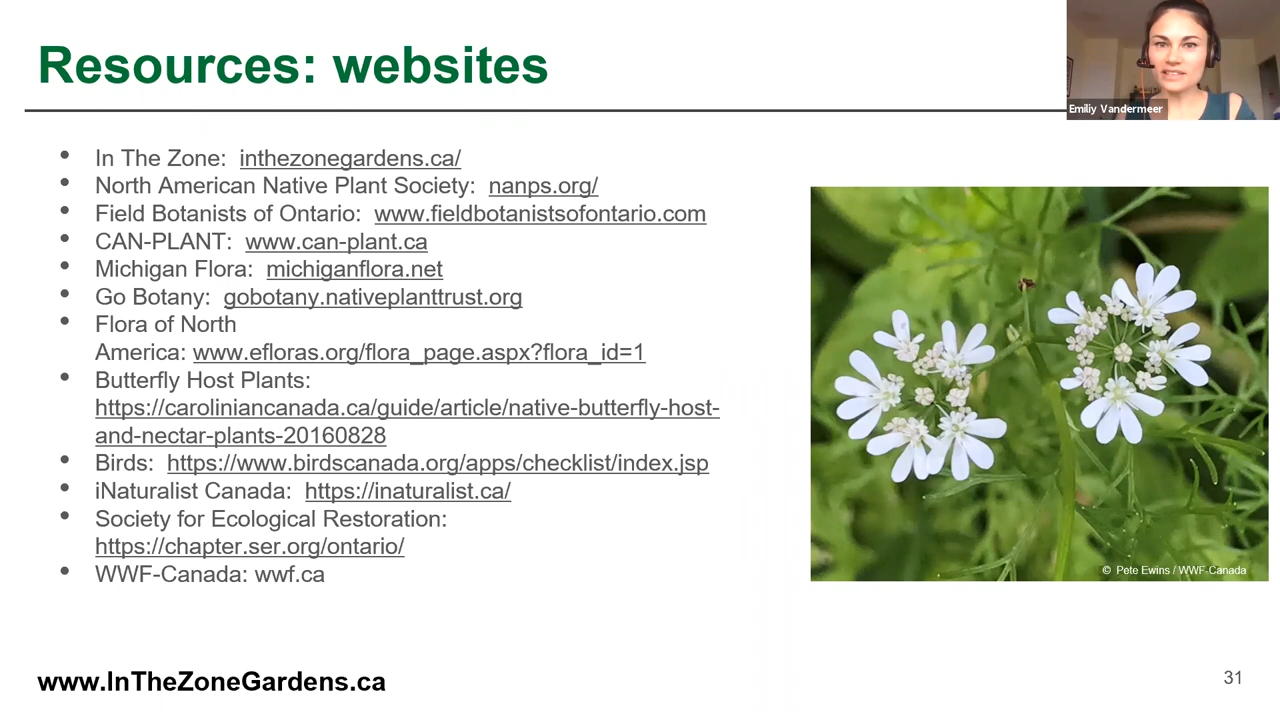 Resources: websites
Emiliy Vandermeer
• In The Zone: inthezonegardens.ca/
• North American Native Plant Society: nanps.org/
• Field Botanists of Ontario: www.fieldbotanistsofontario.com
• CAN-PLANT: www.can-plant.ca
• Michigan Flora: michiganflora.net
• Go Botany: gobotany.nativeplanttrust.org
• Flora of North
America: www.efloras.org/flora_page.aspx?flora_id=1
• Butterfly Host Plants:
https://caroliniancanada.ca/guide/article/native-butterfly-host-
and-nectar-plants-20160828
• Birds: https://www.birdscanada.org/apps/checklist/index.jsp
• iNaturalist Canada: https://inaturalist.ca/
• Society for Ecological Restoration:
https://chapter.ser.org/ontario/
• WWF-Canada: wwf.ca
© Pete Ewins / WWF-Canada
www.InTheZoneGardens.ca
31